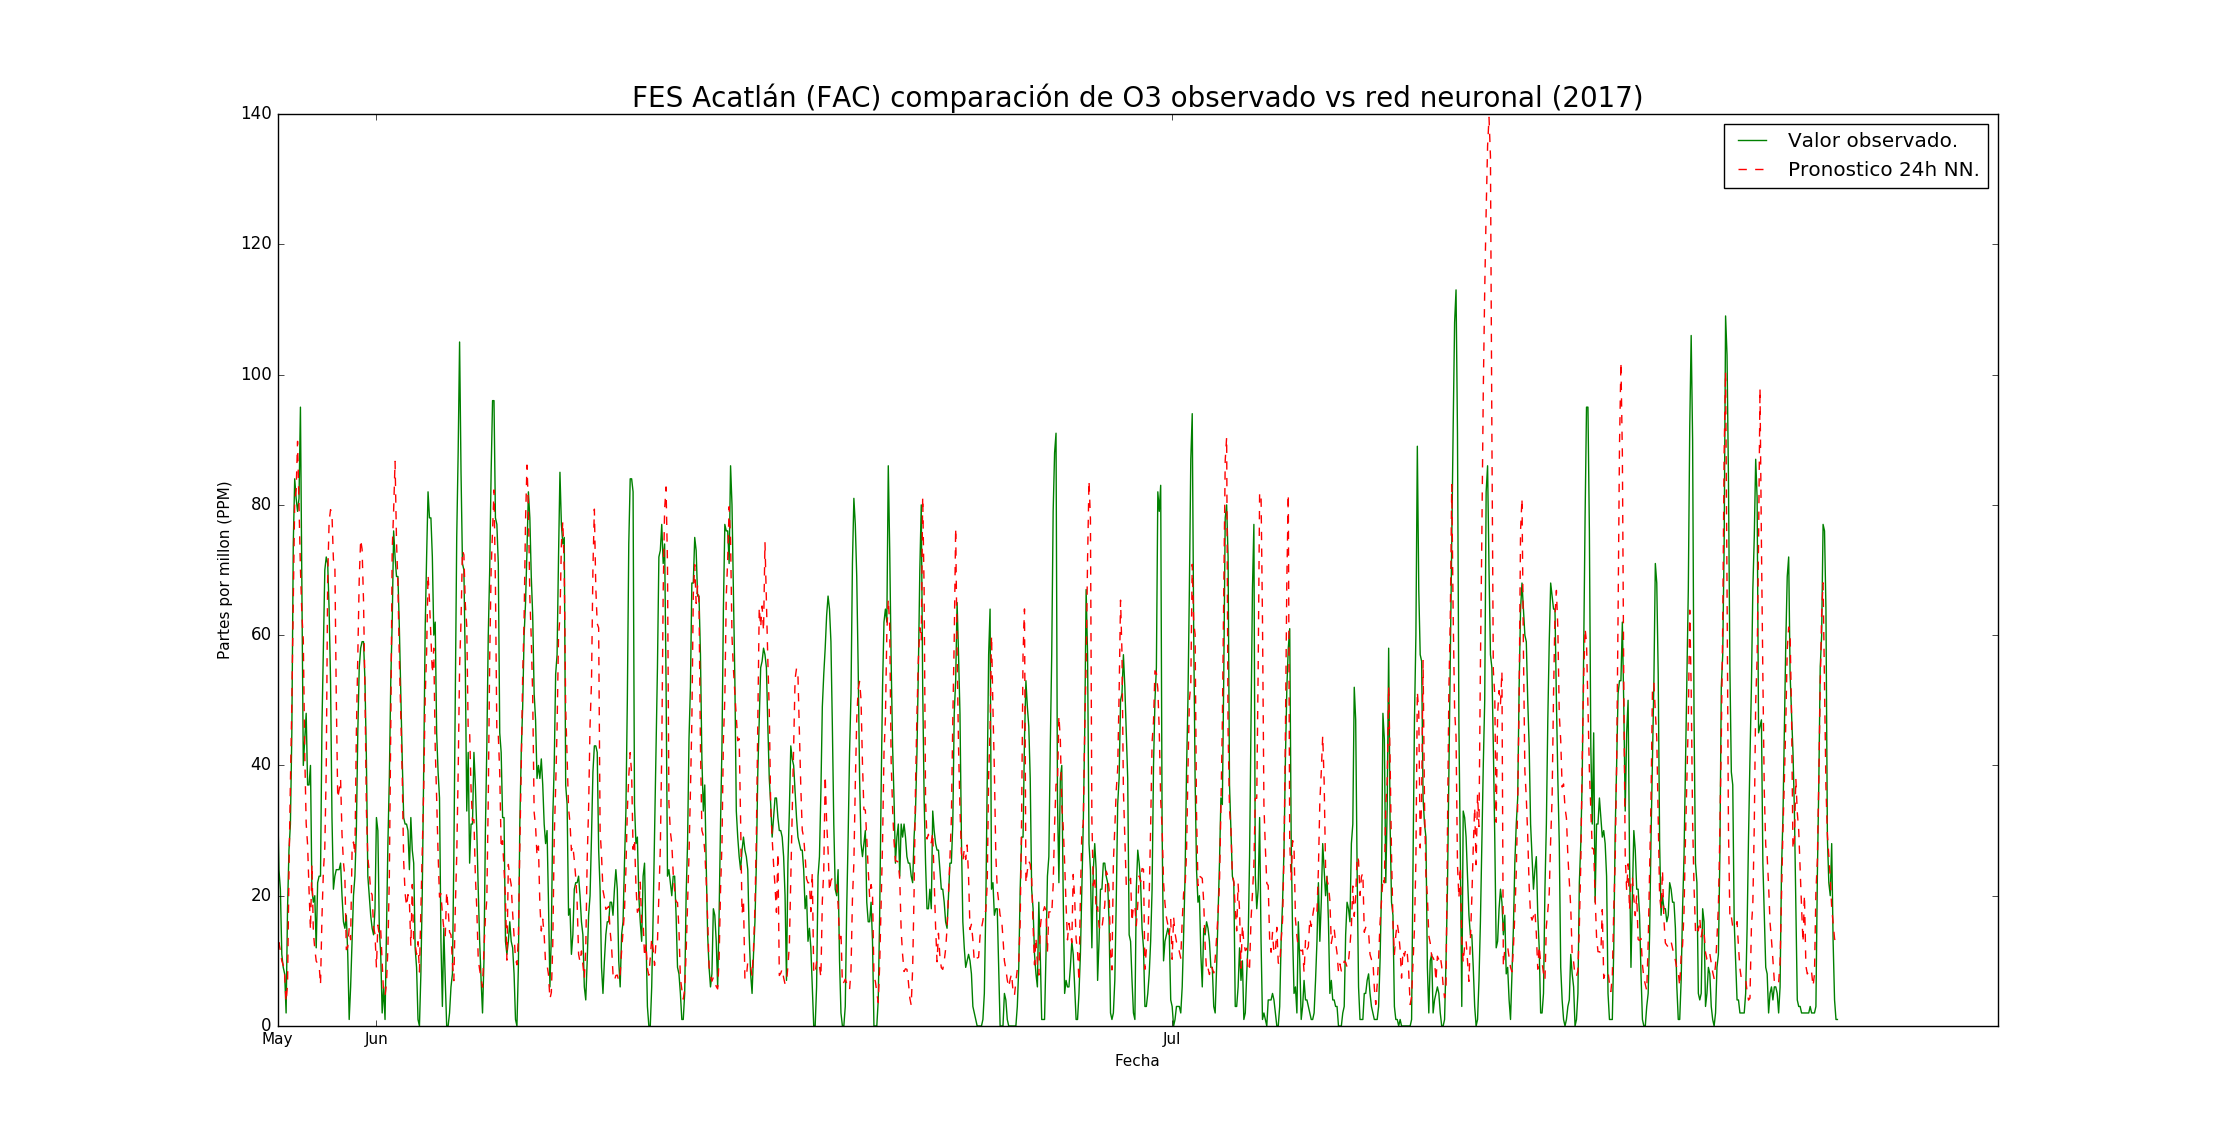 FES Acatlán (FAC) comparación de O3 observado vs red neuronal (2017)
140
120
100
80
60
40
20
0
Partes por millon (PPM)
Valor observado.
Pronostico 24h NN.
May
Jun
Jul
Fecha